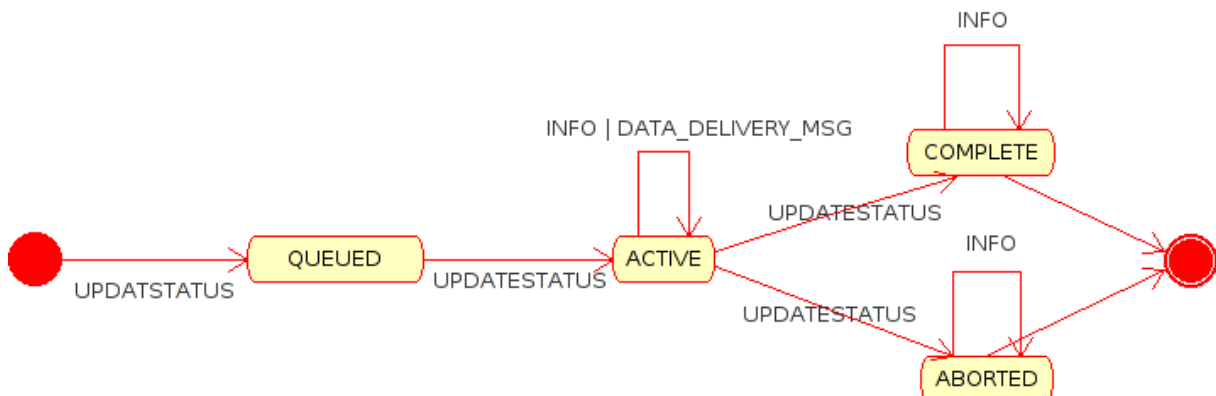 INFO
INFO | DATA_DELIVERY_MSG
COMPLETE
UPDATESTATUS
INFO
QUEUED
ACTIVE
UPDATSTATUS
UPDATESTATUS
UPDATESTATUS
ABORTED